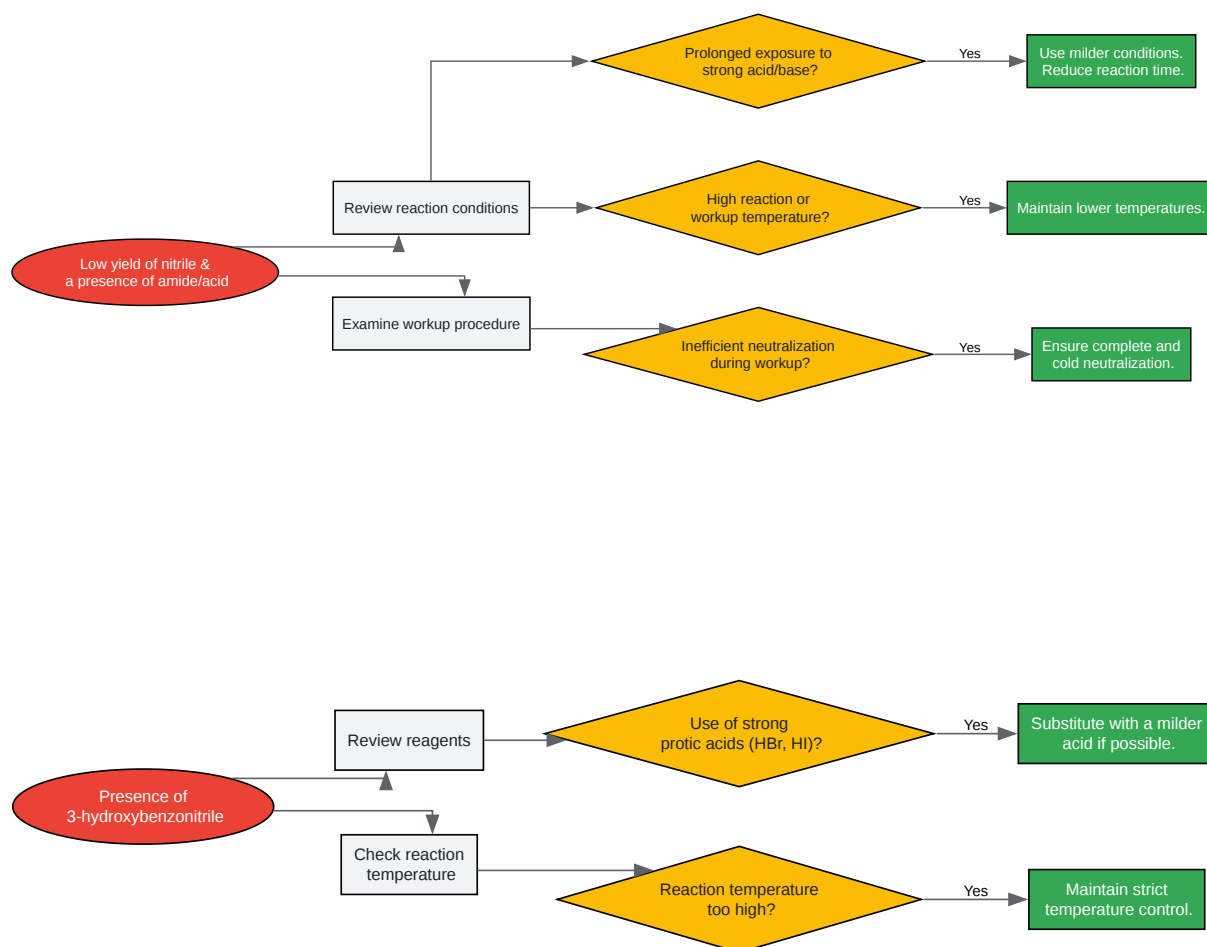 Prolonged exposure to
strong acid/base?
Yes
Use milder conditions.
Reduce reaction time.
Review reaction conditions
High reaction or
workup temperature?
Yes
Maintain lower temperatures.
Low yield of nitrile &
a presence of amide/acid
Examine workup procedure
Inefficient neutralization
during workup?
Yes
Ensure complete and
cold neutralization.
Review reagents
Use of strong
protic acids (HBr, HI)?
Yes
Substitute with a milder
acid if possible.
Presence of
3-hydroxybenzonitrile
Check reaction
temperature
Reaction temperature
too high?
Yes
Maintain strict
temperature control.